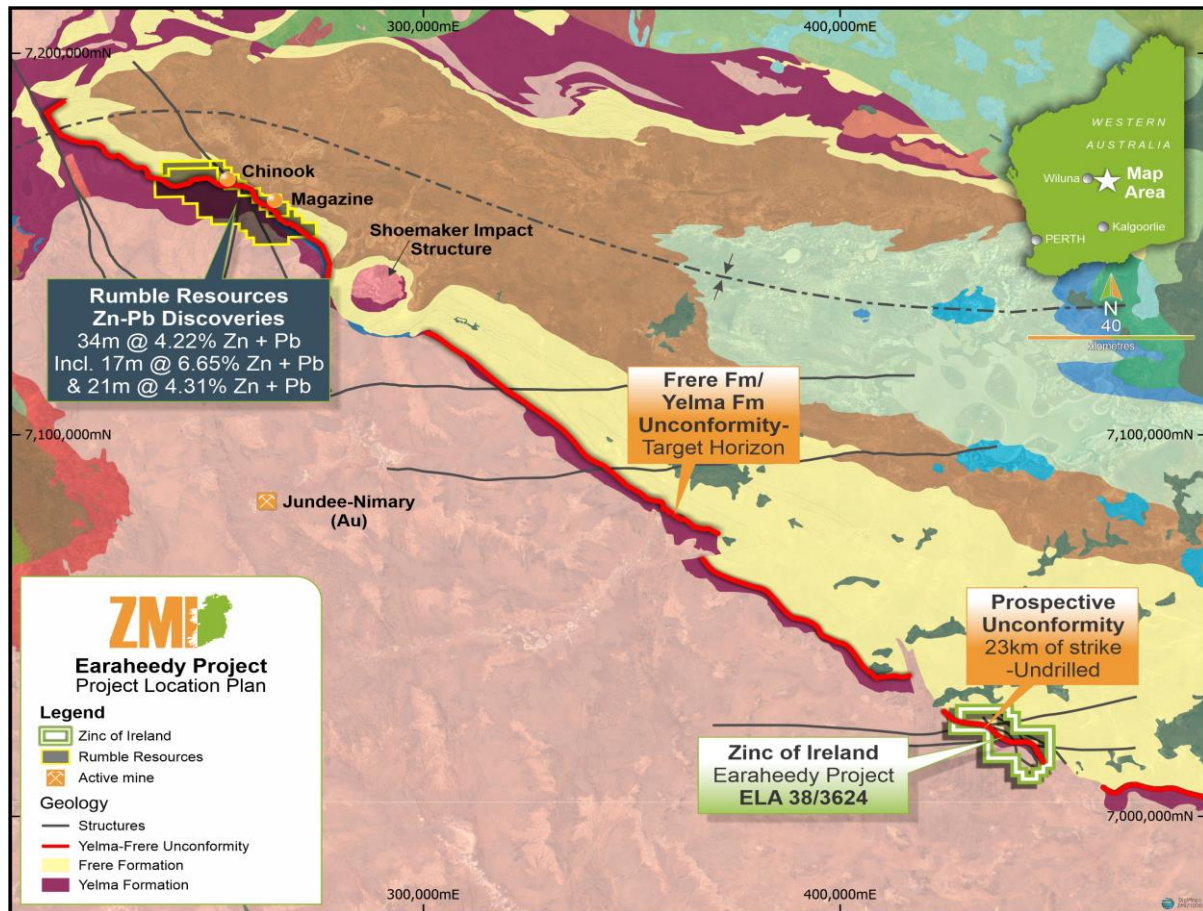 300,000mE
400,000mE
7,200,000mN
WESTERN
AUSTRALIA
Wiluna
Map
Area
Kalgoorlie
PERTH
N
40
kilometres
Chinook
Magazine
Shoemaker Impact
Structure
Rumble Resources
Zn-Pb Discoveries
34m @ 4.22% Zn + Pb
Incl. 17m @ 6.65% Zn + Pb
& 21m @ 4.31% Zn + Pb
Frere Fm/
Yelma Fm
Unconformity-
Target Horizon
7,100,000mN
7,100,000mN
Jundee-Nimary
(Au)
Prospective
Unconformity
23km of strike
-Undrilled
Zinc of Ireland
Earaheedy Project
ELA 38/3624
7,000,000mN
ZMI
Earaheedy Project
Project Location Plan
Legend
Zinc of Ireland
Rumble Resources
Active mine
Geology
Structures
Yelma-Frere Unconformity
Frere Formation
Yelma Formation
300,000mE
400,000mE